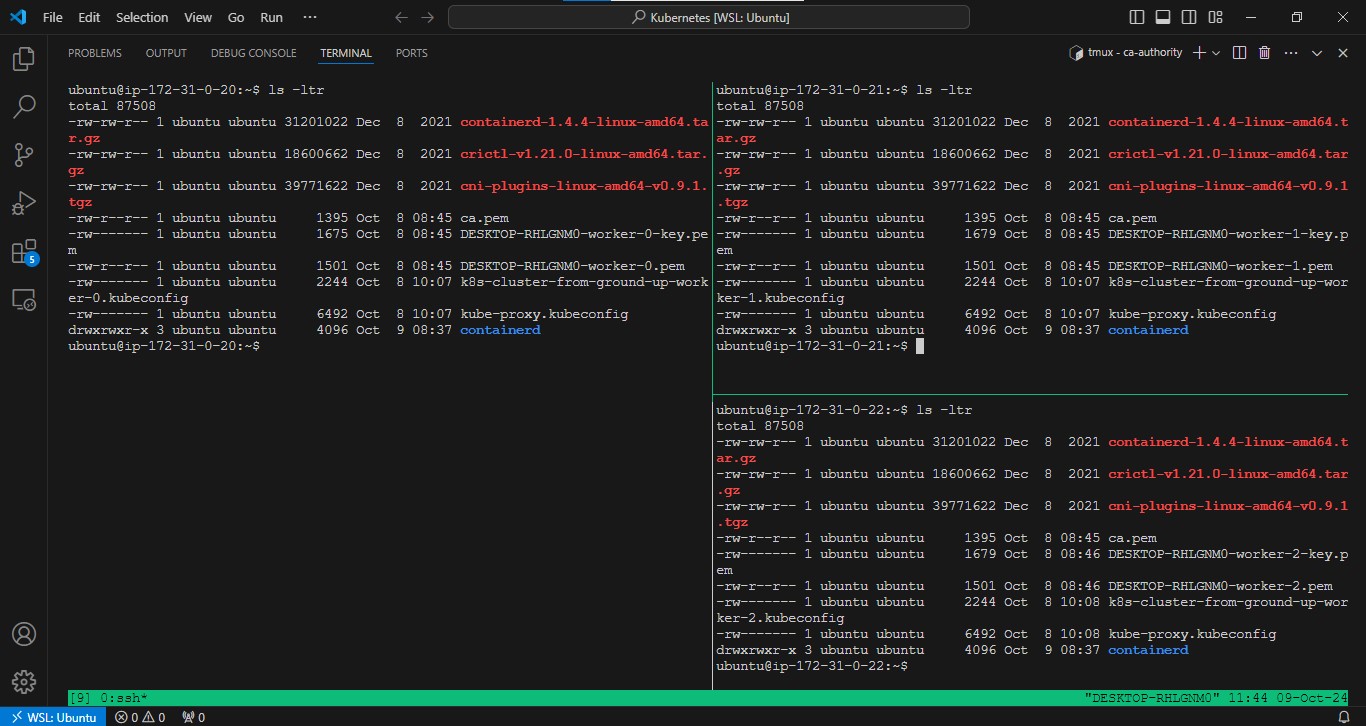 File Edit Selection View Go Run ···
Kubernetes [WSL: Ubuntu]
PROBLEMS OUTPUT DEBUG CONSOLE TERMINAL PORTS
tmux - ca-authority
ubuntu@ip-172-31-0-20:~$ ls -ltr
total 87508
-rw-rw-r-- 1 ubuntu ubuntu 31201022 Dec  8  2021 containerd-1.4.4-linux-amd64.ta
r.gz
-rw-rw-r-- 1 ubuntu ubuntu 18600662 Dec  8  2021 crictl-v1.21.0-linux-amd64.tar.
gz
-rw-rw-r-- 1 ubuntu ubuntu 39771622 Dec  8  2021 cni-plugins-linux-amd64-v0.9.1.
tgz
-rw-r--r-- 1 ubuntu ubuntu     1395 Oct  8 08:45 ca.pem
-rw------- 1 ubuntu ubuntu     1675 Oct  8 08:45 DESKTOP-RHLGNM0-worker-0-key.pe
m
-rw-r--r-- 1 ubuntu ubuntu     1501 Oct  8 08:45 DESKTOP-RHLGNM0-worker-0.pem
-rw------- 1 ubuntu ubuntu     2244 Oct  8 10:07 k8s-cluster-from-ground-up-work
er-0.kubeconfig
-rw------- 1 ubuntu ubuntu     6492 Oct  8 10:07 kube-proxy.kubeconfig
drwxrwxr-x 3 ubuntu ubuntu     4096 Oct  9 08:37 containerd
ubuntu@ip-172-31-0-20:~$
ubuntu@ip-172-31-0-21:~$ ls -ltr
total 87508
-rw-rw-r-- 1 ubuntu ubuntu 31201022 Dec  8  2021 containerd-1.4.4-linux-amd64.t
ar.gz
-rw-rw-r-- 1 ubuntu ubuntu 18600662 Dec  8  2021 crictl-v1.21.0-linux-amd64.tar
.gz
-rw-rw-r-- 1 ubuntu ubuntu 39771622 Dec  8  2021 cni-plugins-linux-amd64-v0.9.1
.tgz
-rw-r--r-- 1 ubuntu ubuntu     1395 Oct  8 08:45 ca.pem
-rw------- 1 ubuntu ubuntu     1679 Oct  8 08:45 DESKTOP-RHLGNM0-worker-1-key.p
em
-rw-r--r-- 1 ubuntu ubuntu     1501 Oct  8 08:45 DESKTOP-RHLGNM0-worker-1.pem
-rw------- 1 ubuntu ubuntu     2244 Oct  8 10:07 k8s-cluster-from-ground-up-wor
ker-1.kubeconfig
-rw------- 1 ubuntu ubuntu     6492 Oct  8 10:07 kube-proxy.kubeconfig
drwxrwxr-x 3 ubuntu ubuntu     4096 Oct  9 08:37 containerd
ubuntu@ip-172-31-0-21:~$
ubuntu@ip-172-31-0-22:~$ ls -ltr
total 87508
-rw-rw-r-- 1 ubuntu ubuntu 31201022 Dec  8  2021 containerd-1.4.4-linux-amd64.t
ar.gz
-rw-rw-r-- 1 ubuntu ubuntu 18600662 Dec  8  2021 crictl-v1.21.0-linux-amd64.tar
.gz
-rw-rw-r-- 1 ubuntu ubuntu 39771622 Dec  8  2021 cni-plugins-linux-amd64-v0.9.1
.tgz
-rw-r--r-- 1 ubuntu ubuntu     1395 Oct  8 08:45 ca.pem
-rw------- 1 ubuntu ubuntu     1679 Oct  8 08:46 DESKTOP-RHLGNM0-worker-2-key.p
em
-rw-r--r-- 1 ubuntu ubuntu     1501 Oct  8 08:46 DESKTOP-RHLGNM0-worker-2.pem
-rw------- 1 ubuntu ubuntu     2244 Oct  8 10:08 k8s-cluster-from-ground-up-wor
ker-2.kubeconfig
-rw------- 1 ubuntu ubuntu     6492 Oct  8 10:08 kube-proxy.kubeconfig
drwxrwxr-x 3 ubuntu ubuntu     4096 Oct  9 08:37 containerd
ubuntu@ip-172-31-0-22:~$
5
[9] 0:ssh* "DESKTOP-RHLGNM0" 11:44 09-Oct-24
WSL: Ubuntu 0 0 0